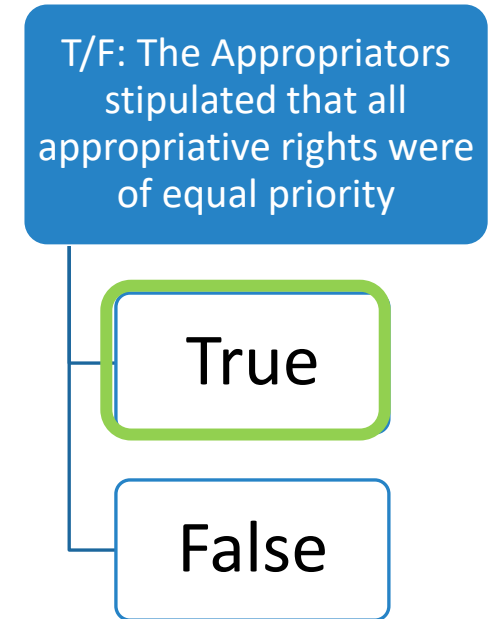 T/F: The Appropriators
stipulated that all
appropriative rights were
of equal priority
True
False